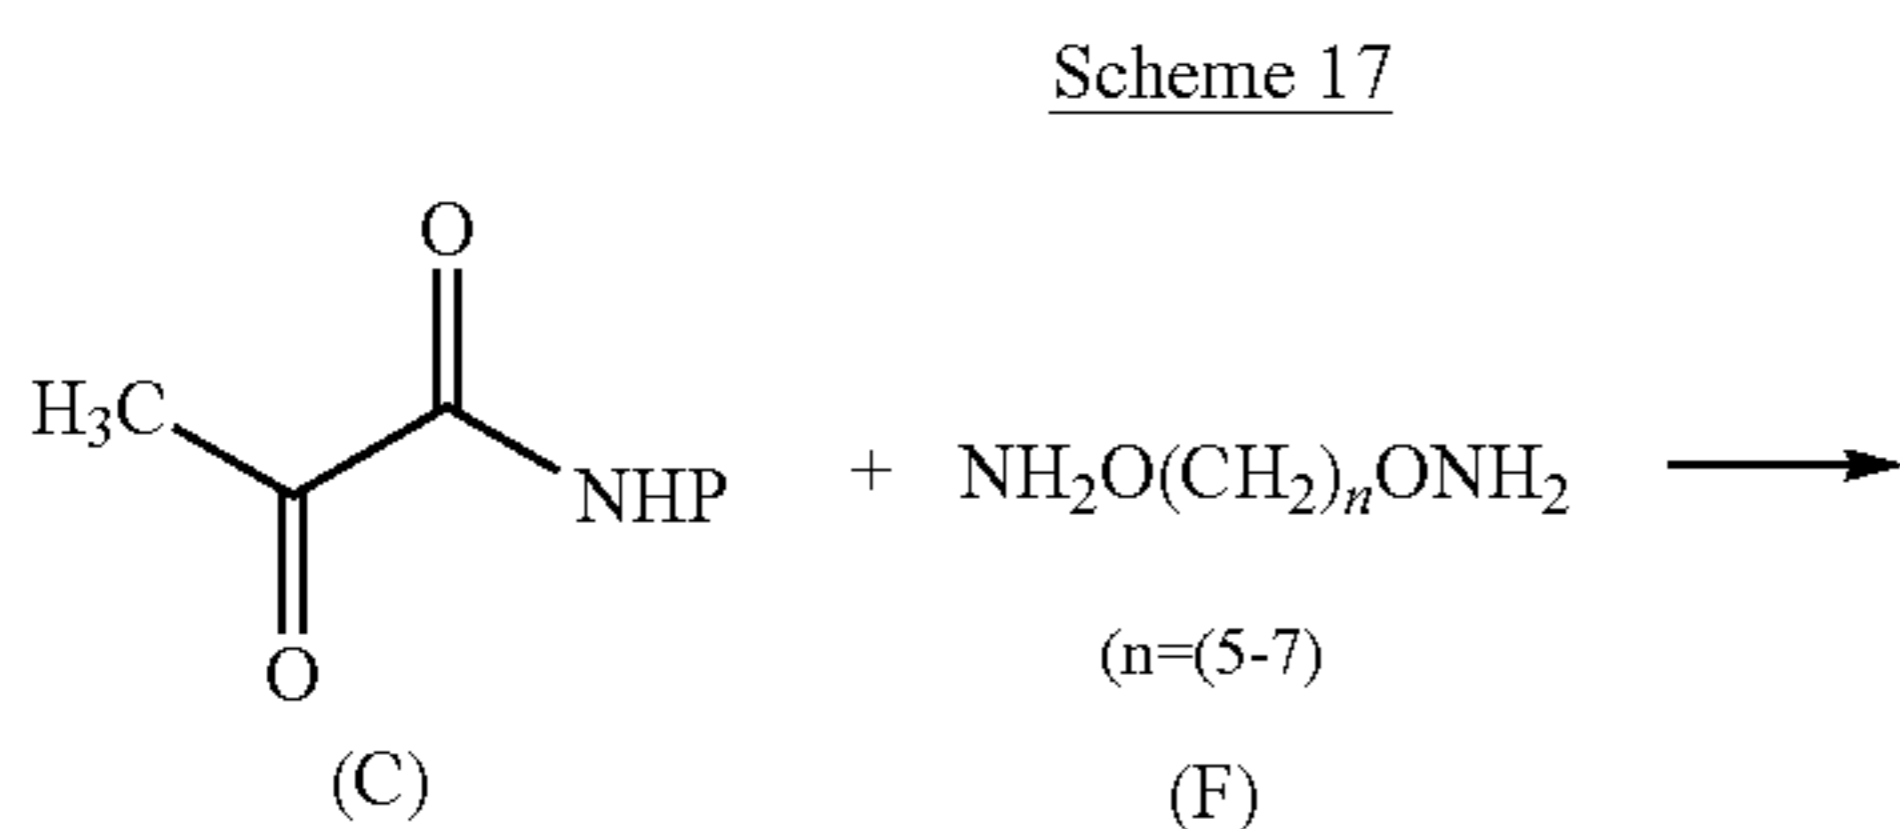 Scheme 17
O
H₃C
NHP + NH₂O(CH₂)ₙONH₂
O
(n=(5-7)
(C) (F)